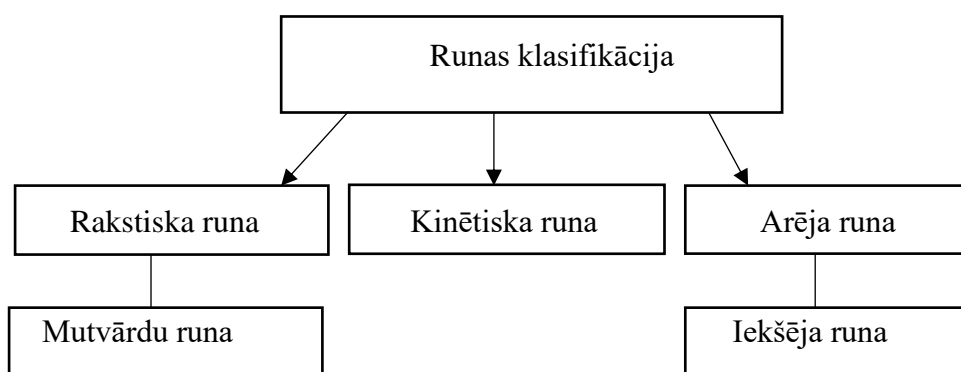 Runas klasifikācija
Rakstiska runa
Kinētiska runa
Arēja runa
Mutvārdu runa
Iekšēja runa